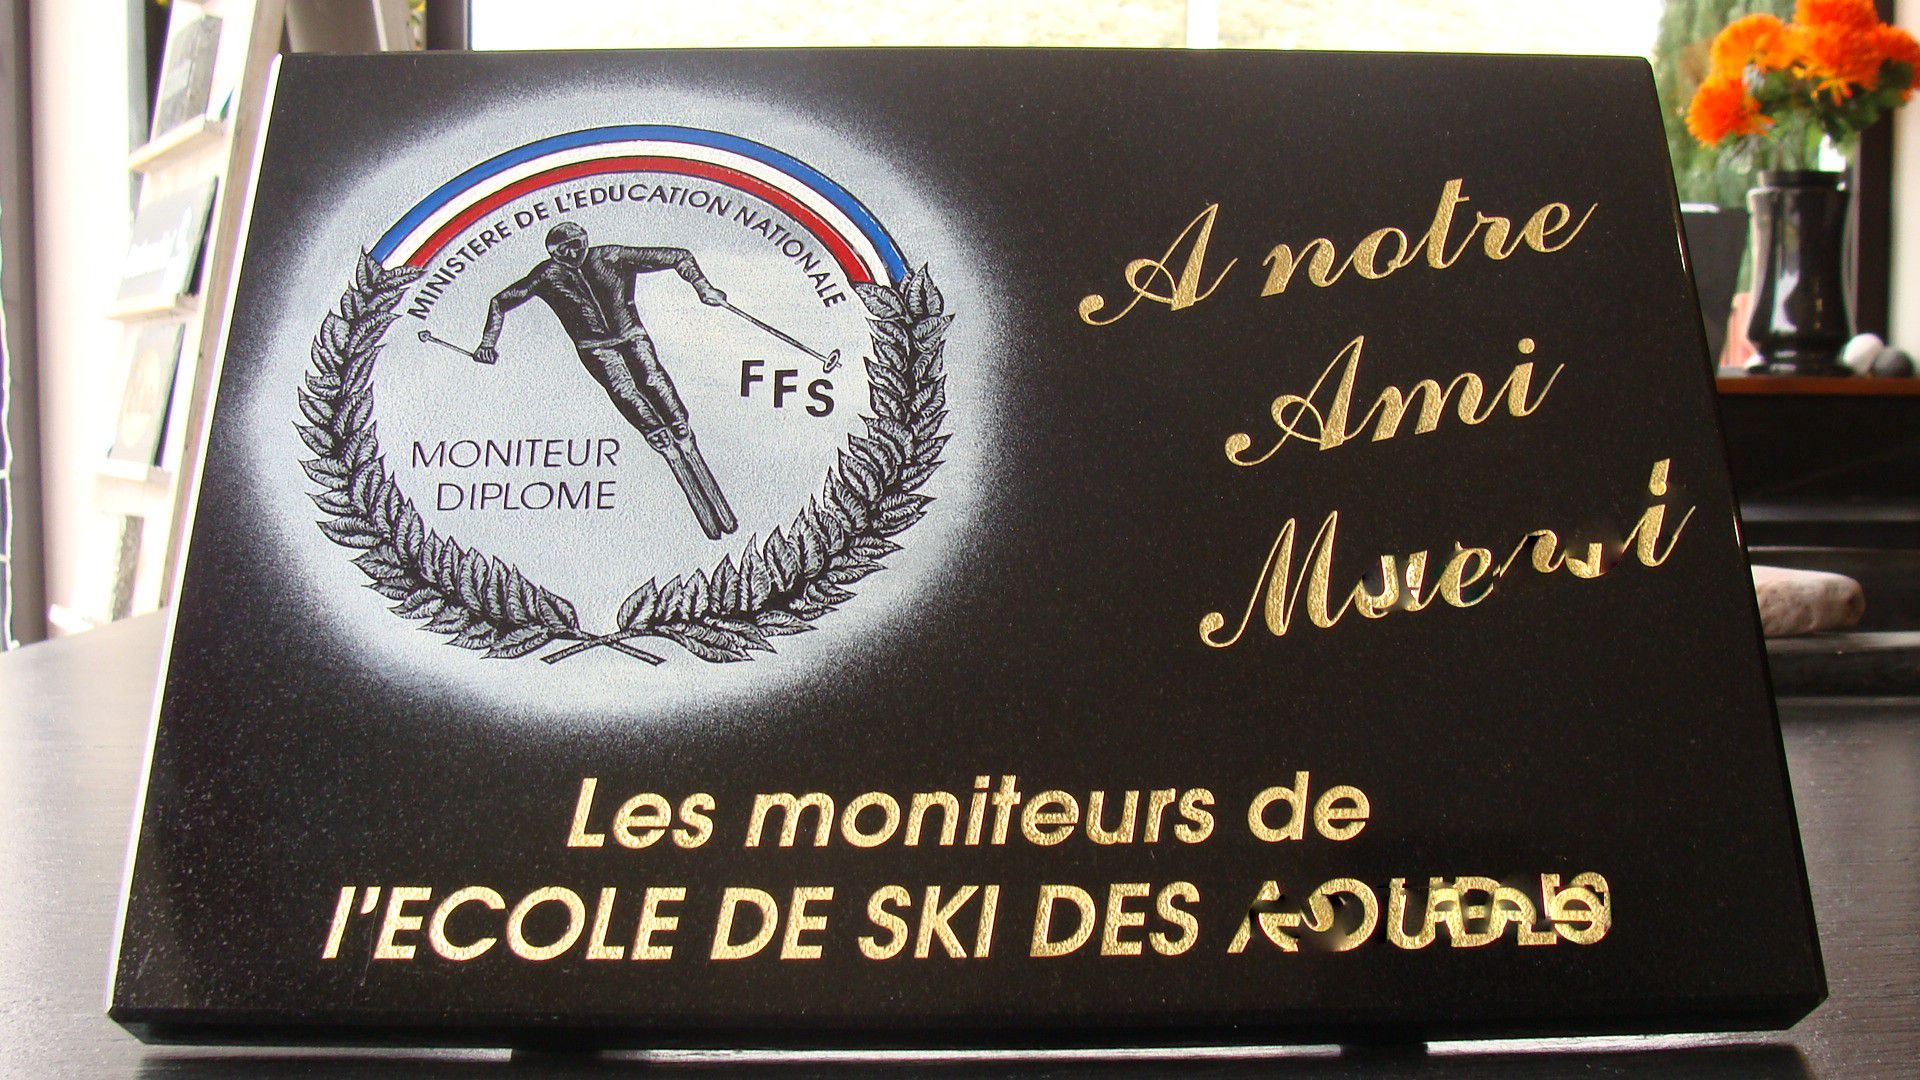 MINISTERE DE L'EDUCATION NATIONALE
FFS
MONITEUR
DIPLOME
A notre
Ami
Les moniteurs de
l'ECOLE DE SKI DES